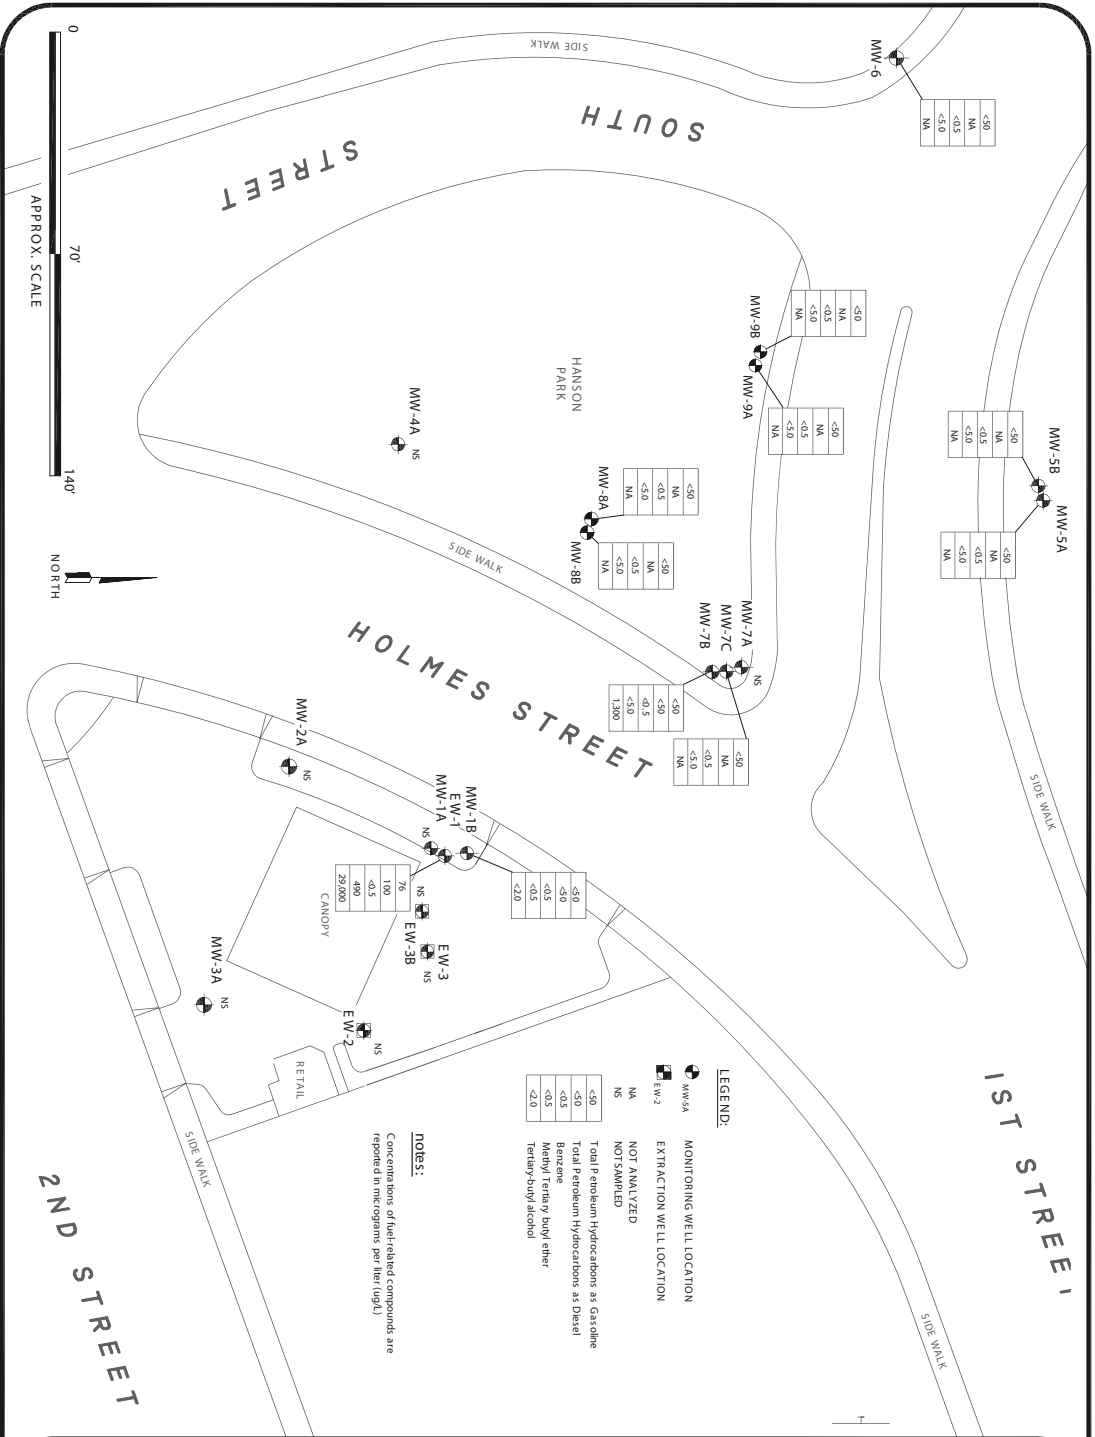 MW-6
<50
NA
<0.5
<5.0
NA
SIDE WALK
SOUTH
STREET
0
70'
140'
APPROX. SCALE
NORTH
MW-5B
<50
NA
<0.5
<5.0
NA
MW-5A
<50
NA
<0.5
<5.0
NA
MW-9B
<50
NA
<0.5
<5.0
NA
MW-9A
<50
NA
<0.5
<5.0
NA
HANSON
PARK
MW-4A
NS
MW-8A
<50
NA
<0.5
<5.0
NA
MW-8B
<50
NA
<0.5
<5.0
NA
SIDE WALK
MW-7A
NS
MW-7C
MW-7B
<50
<50
<0.5
<5.0
1,300
<50
NA
<0.5
<5.0
NA
HOLMES STREET
SIDE WALK
MW-2A
NS
MW-1B
EW-1
MW-1A
NS
<50
<50
<0.5
<0.5
<2.0
76
100
<0.5
490
29,000
NS
EW-3B
EW-3
NS
CANOPY
MW-3A
NS
EW-2
NS
RETAIL
SIDE WALK
2ND STREET
1ST STREET
SIDE WALK
LEGEND:
MW-5A MONITORING WELL LOCATION
EW-2 EXTRACTION WELL LOCATION
NA NOT ANALYZED
NS NOT SAMPLED
<50 Total Petroleum Hydrocarbons as Gasoline
<50 Total Petroleum Hydrocarbons as Diesel
<0.5 Benzene
<0.5 Methyl Tertiary butyl ether
<2.0 Tertiary-butyl alcohol
notes:
Concentrations of fuel-related compounds are
reported in micrograms per liter (ug/L)